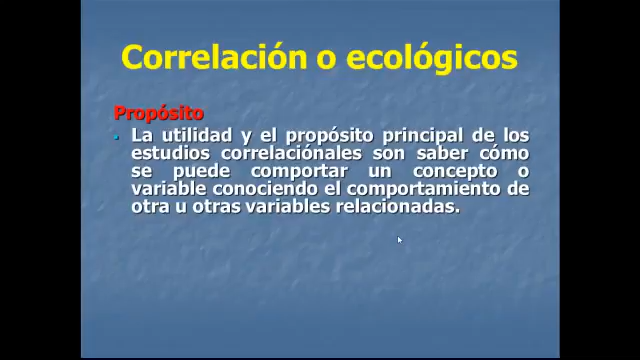 Correlación o ecológicos
Propósito
La utilidad y el propósito principal de los
estudios correlaciónales son saber cómo
se puede comportar un concepto o
variable conociendo el comportamiento de
otra u otras variables relacionadas.